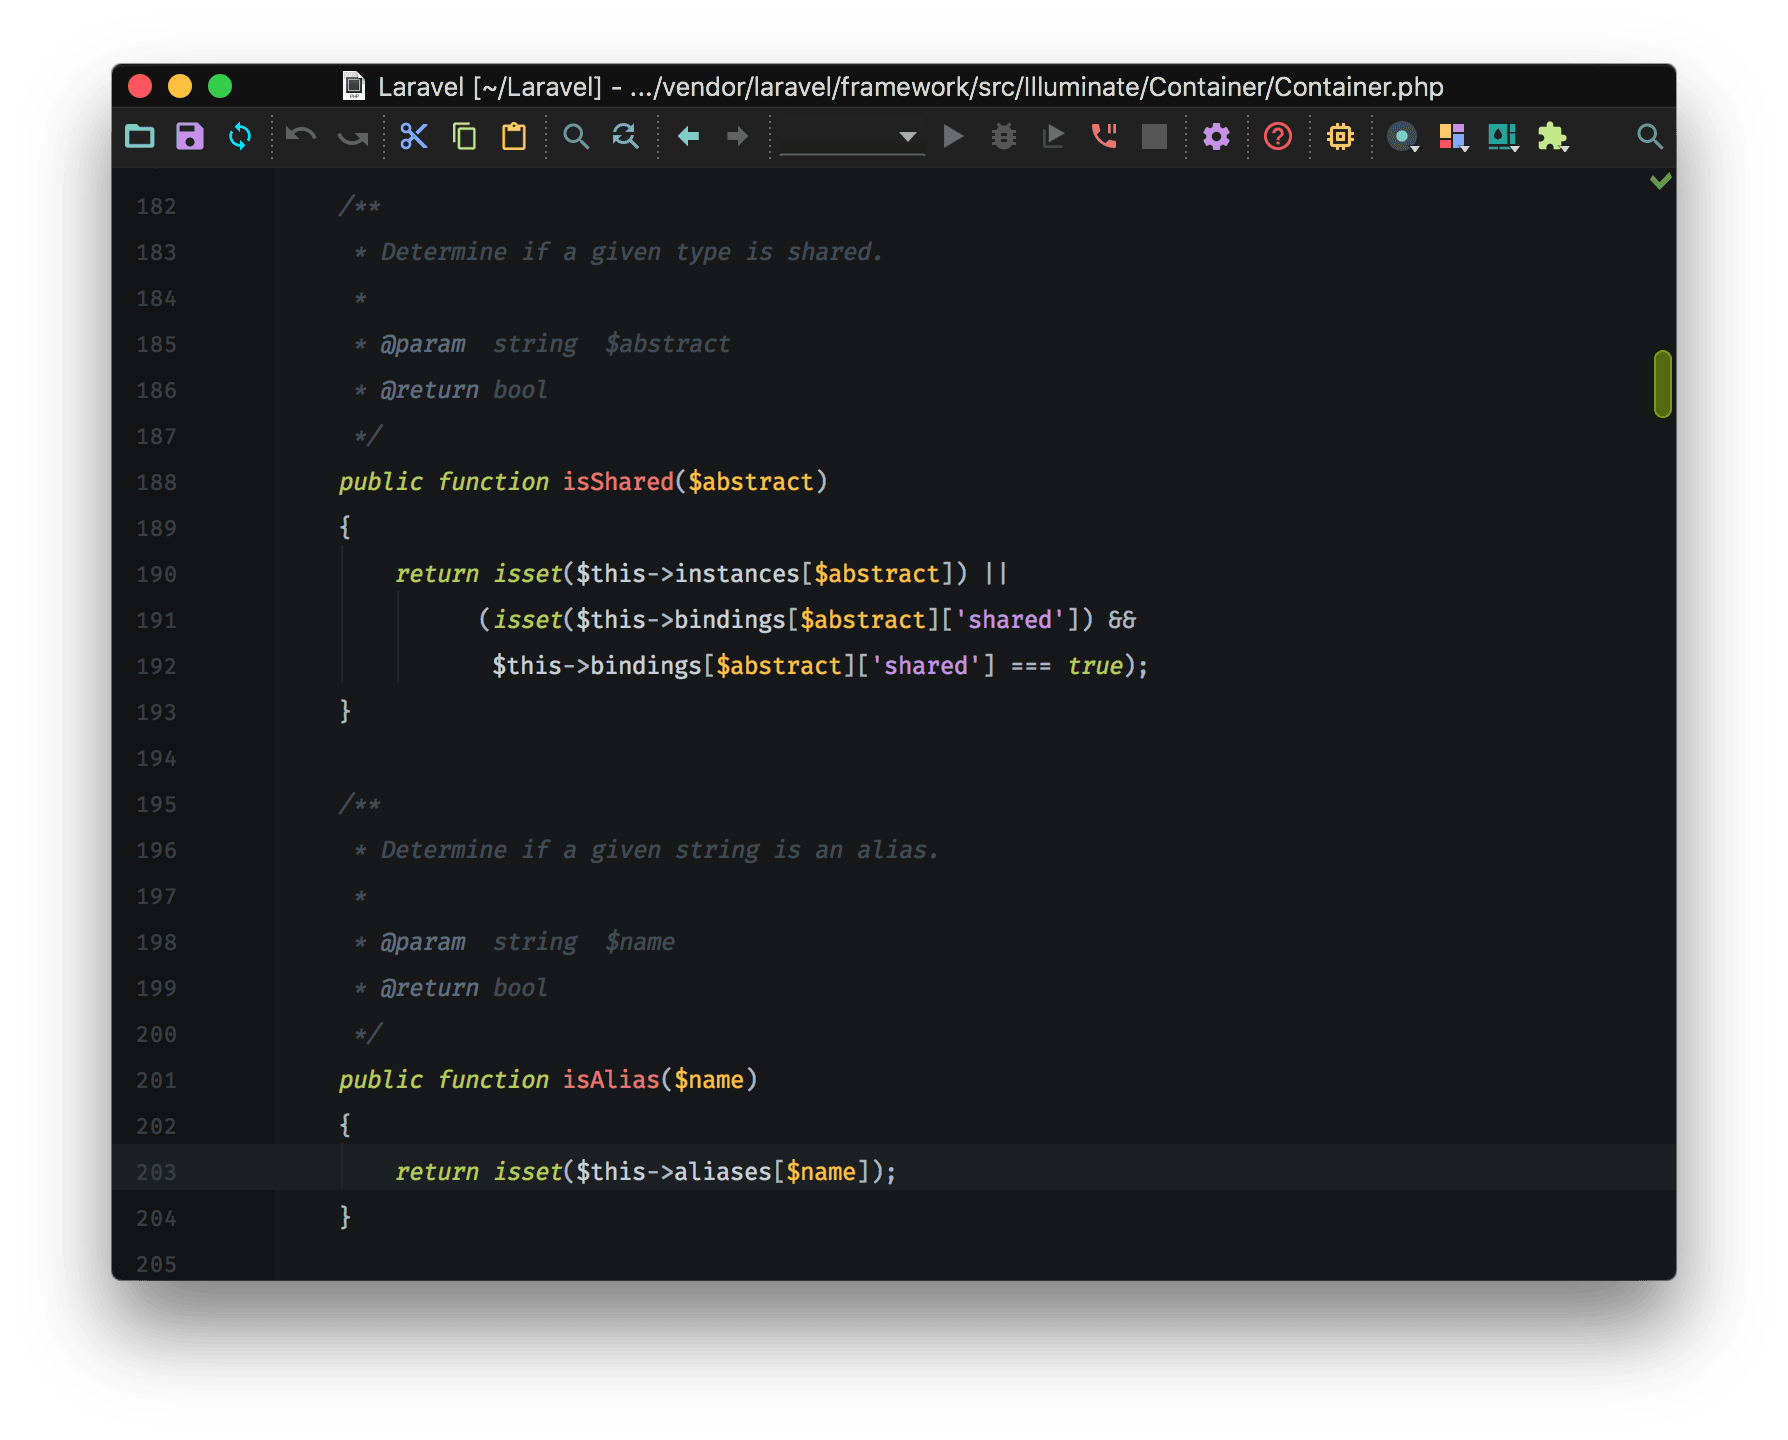 Laravel [~/Laravel] - .../vendor/laravel/framework/src/Illuminate/Container/Container.php
182 /**
183 * Determine if a given type is shared.
184 *
185 * @param  string  $abstract
186 * @return bool
187 */
188 public function isShared($abstract)
189 {
190 return isset($this->instances[$abstract]) ||
191 (isset($this->bindings[$abstract]['shared']) &&
192 $this->bindings[$abstract]['shared'] === true);
193 }
194
195 /**
196 * Determine if a given string is an alias.
197 *
198 * @param  string  $name
199 * @return bool
200 */
201 public function isAlias($name)
202 {
203 return isset($this->aliases[$name]);
204 }
205